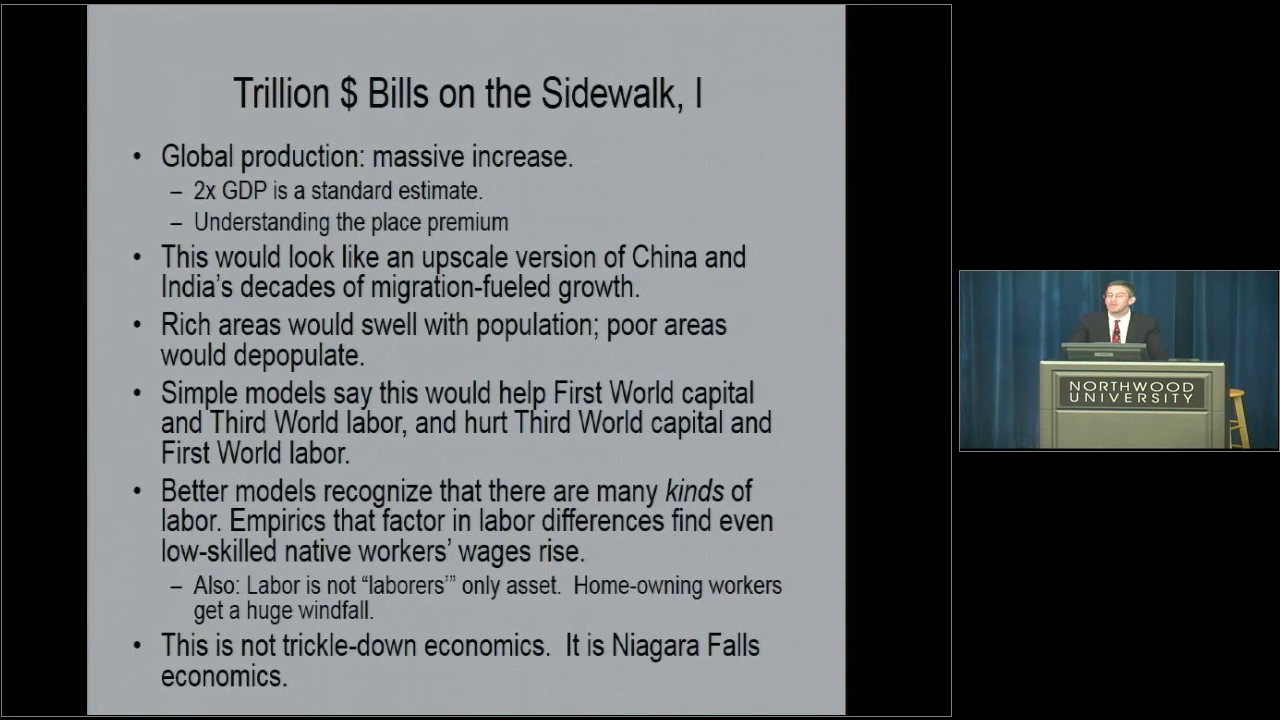 Trillion $ Bills on the Sidewalk, I
• Global production: massive increase.
– 2x GDP is a standard estimate.
– Understanding the place premium
• This would look like an upscale version of China and
India's decades of migration-fueled growth.
• Rich areas would swell with population; poor areas
would depopulate.
• Simple models say this would help First World capital
and Third World labor, and hurt Third World capital and
First World labor.
• Better models recognize that there are many kinds of
labor. Empirics that factor in labor differences find even
low-skilled native workers' wages rise.
– Also: Labor is not “laborers’” only asset.  Home-owning workers
get a huge windfall.
• This is not trickle-down economics.  It is Niagara Falls
economics.
NORTHWOOD
UNIVERSITY